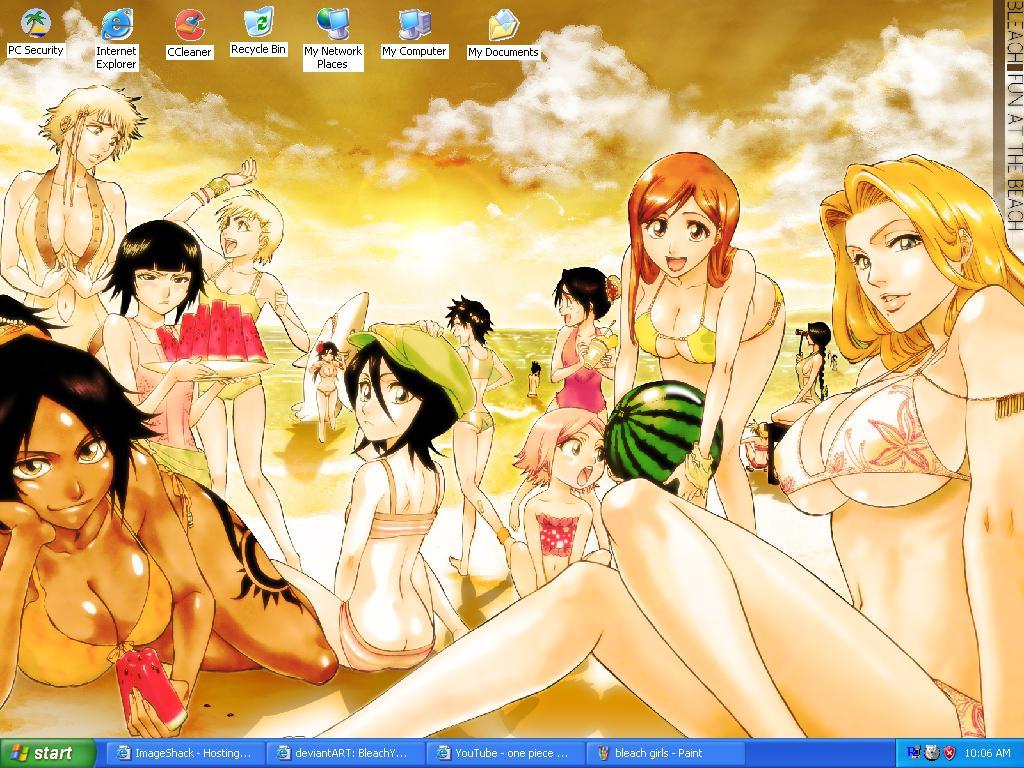 PC Security
Internet
Explorer
CCleaner
Recycle Bin
My Network
Places
My Computer
My Documents
BLEACH FUN AT THE BEACH
start
ImageShack - Hosting...
deviantART: BleachY...
YouTube - one piece ...
bleach girls - Paint
10:06 AM